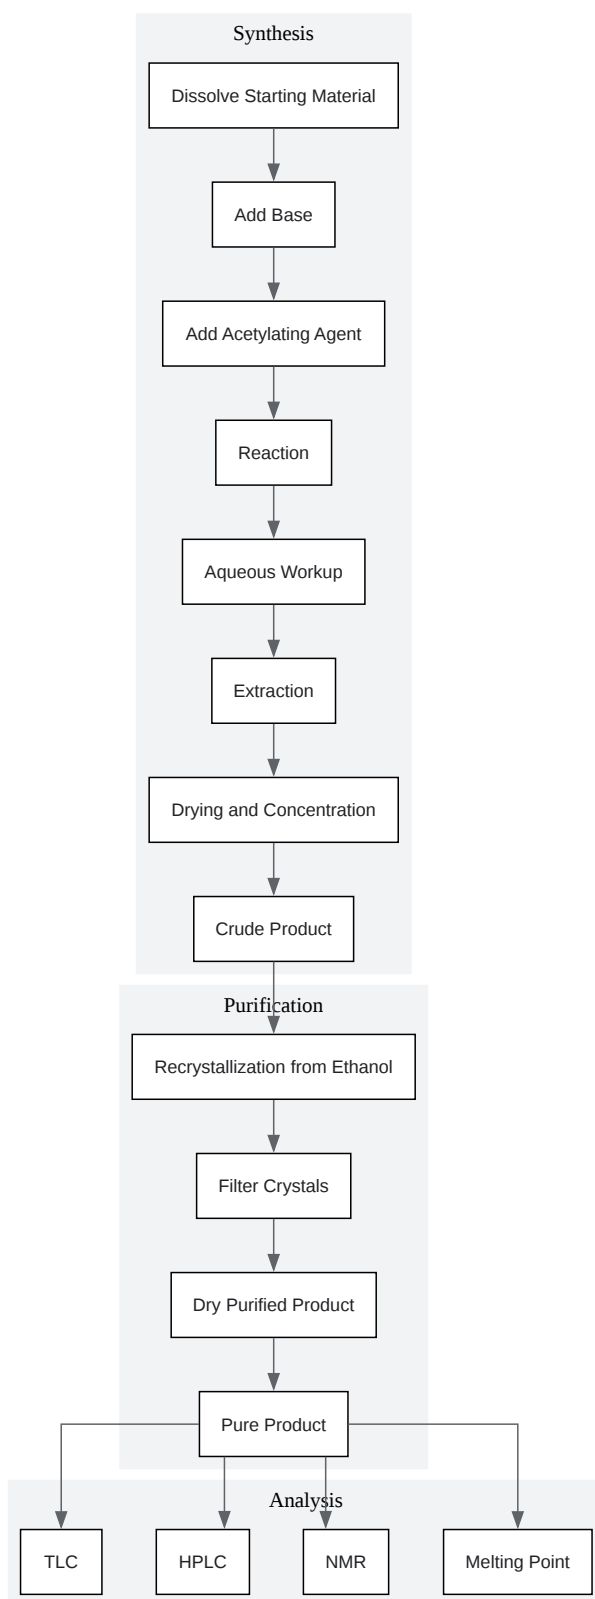 Synthesis
Dissolve Starting Material
Add Base
Add Acetylating Agent
Reaction
Aqueous Workup
Extraction
Drying and Concentration
Crude Product
Purification
Recrystallization from Ethanol
Filter Crystals
Dry Purified Product
Pure Product
Analysis
TLC
HPLC
NMR
Melting Point